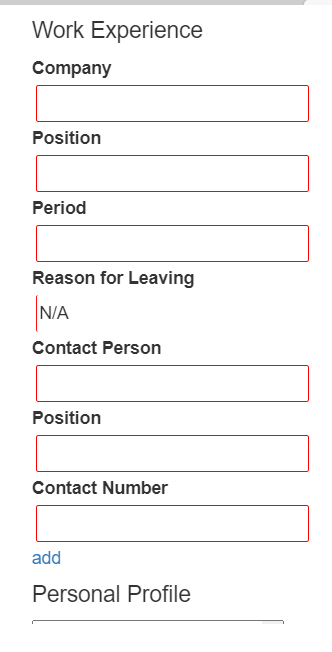 Work Experience
Company
Position
Period
Reason for Leaving
N/A
Contact Person
Position
Contact Number
add
Personal Profile